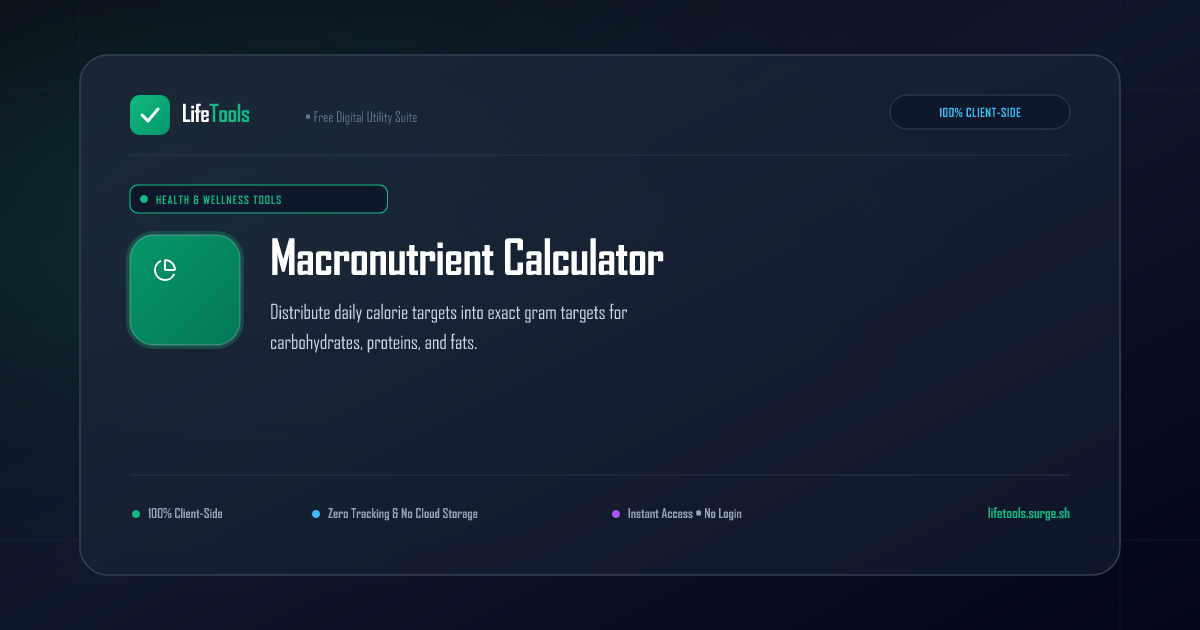 LifeTools
▪ Free Digital Utility Suite
100% CLIENT-SIDE
HEALTH & WELLNESS TOOLS
Macronutrient Calculator
Distribute daily calorie targets into exact gram targets for
carbohydrates, proteins, and fats.
100% Client-Side
Zero Tracking & No Cloud Storage
Instant Access ▪ No Login
lifetools.surge.sh